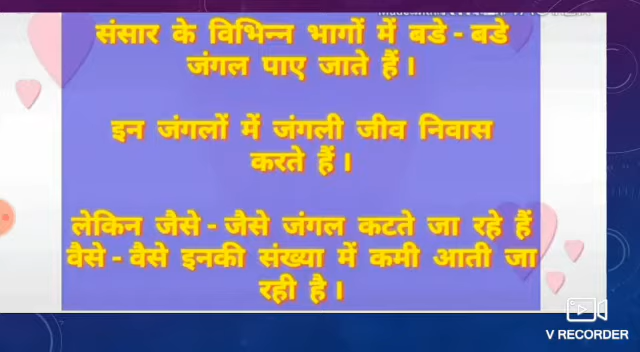 संसार के विभिन्न भागों में बडे - बडे
जंगल पाए जाते हैं ।
इन जंगलों में जंगली जीव निवास
करते हैं ।
लेकिन जैसे - जैसे जंगल कटते जा रहे हैं
वैसे - वैसे इनकी संख्या में कमी आती जा
रही है ।
V RECORDER